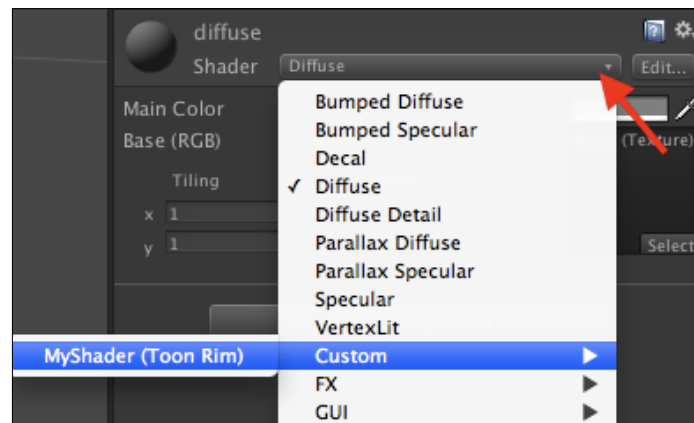 diffuse
Shader Diffuse Edit...
Main Color
Base (RGB) (Texture)
Tiling
x 1
y 1
Select
Bumped Diffuse
Bumped Specular
Decal
✓ Diffuse
Diffuse Detail
Parallax Diffuse
Parallax Specular
Specular
VertexLit
Custom
MyShader (Toon Rim)
FX
GUI